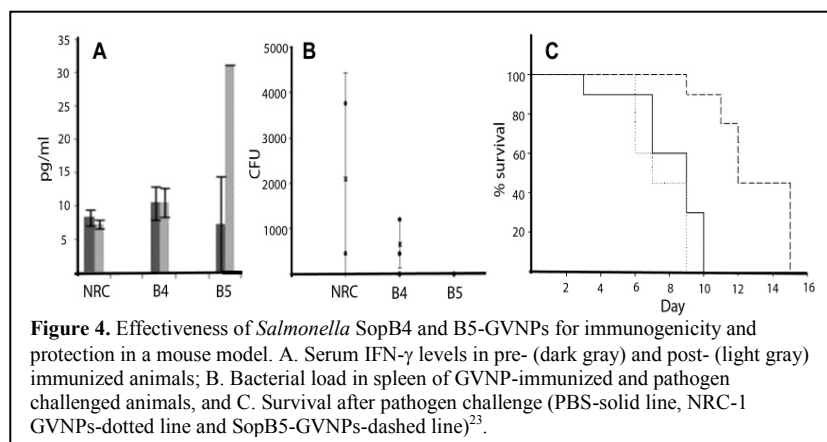 A
B
C
35
30
25
20
15
10
5
pg/ml
NRC
B4
B5
5000
4000
3000
2000
1000
CFU
NRC
B4
B5
100
80
60
40
20
% survival
2
4
6
8
10
12
14
16
Day
Figure 4. Effectiveness of Salmonella SopB4 and B5-GVNPs for immunogenicity and
protection in a mouse model. A. Serum IFN-γ levels in pre- (dark gray) and post- (light gray)
immunized animals; B. Bacterial load in spleen of GVNP-immunized and pathogen
challenged animals, and C. Survival after pathogen challenge (PBS-solid line, NRC-1
GVNPs-dotted line and SopB5-GVNPs-dashed line)23.